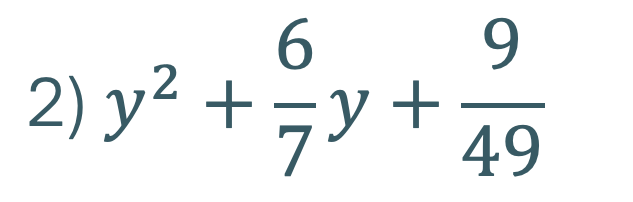 2) y² + 6/7 y + 9/49